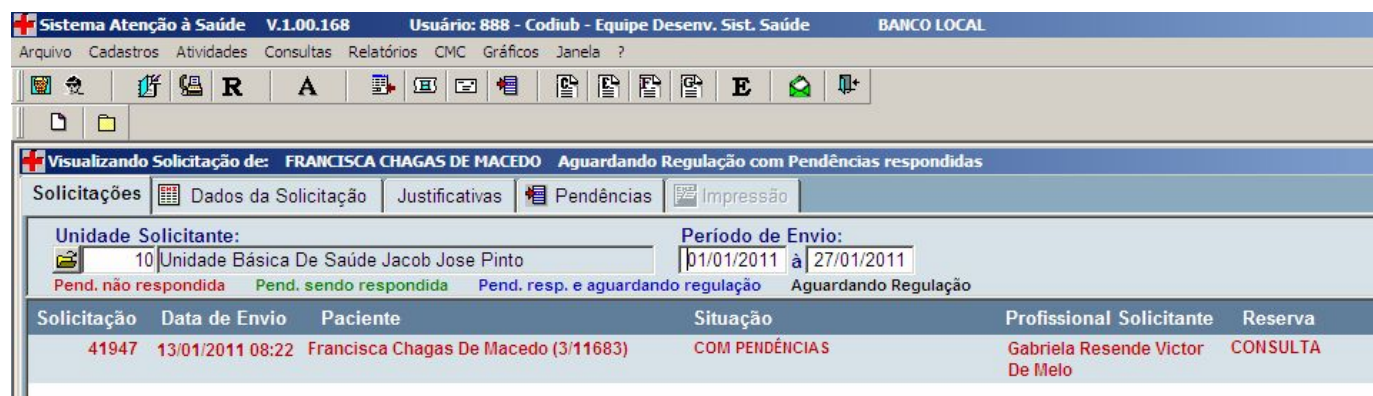 Sistema Atenção à Saúde V.1.00.168 Usuário: 888 - Codiub - Equipe Desenv. Sist. Saúde BANCO LOCAL
Arquivo Cadastros Atividades Consultas Relatórios CMC Gráficos Janela ?
R A E
Visualizando Solicitação de: FRANCISCA CHAGAS DE MACEDO Aguardando Regulação com Pendências respondidas
Solicitações Dados da Solicitação Justificativas Pendências Impressão
Unidade Solicitante: Período de Envio:
10 Unidade Básica De Saúde Jacob Jose Pinto 01/01/2011 à 27/01/2011
Pend. não respondida Pend. sendo respondida Pend. resp. e aguardando regulação Aguardando Regulação
Solicitação Data de Envio Paciente Situação Profissional Solicitante Reserva
41947 13/01/2011 08:22 Francisca Chagas De Macedo (3/11683) COM PENDÊNCIAS Gabriela Resende Victor CONSULTA
De Melo